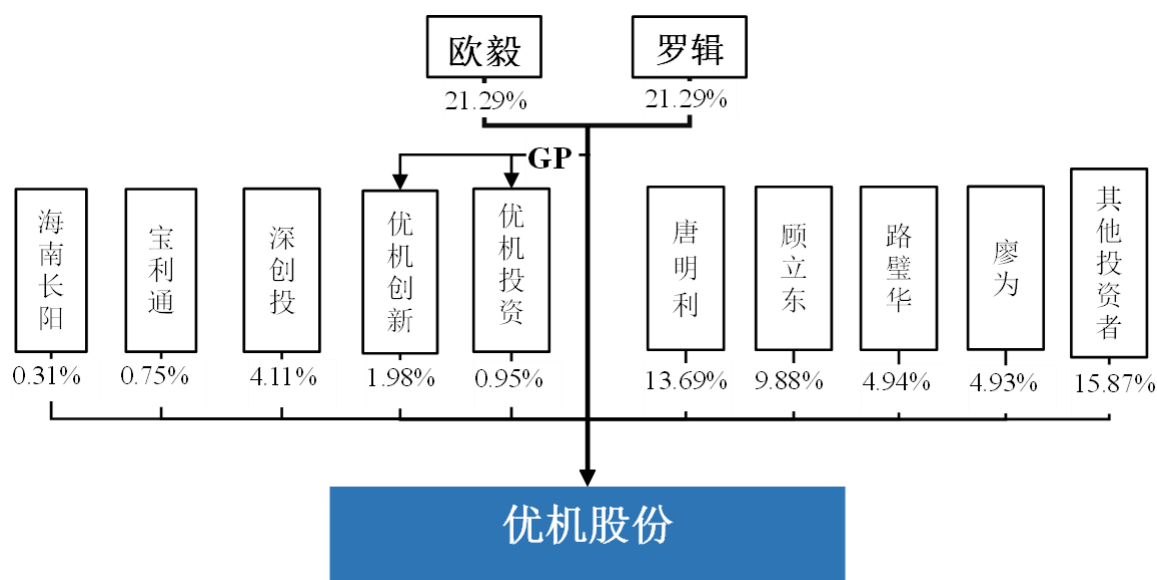 欧毅
罗辑
21.29%
21.29%
GP
海南长阳
宝利通
深创投
优机创新
优机投资
唐明利
顾立东
路璧华
廖为
其他投资者
0.31%
0.75%
4.11%
1.98%
0.95%
13.69%
9.88%
4.94%
4.93%
15.87%
优机股份